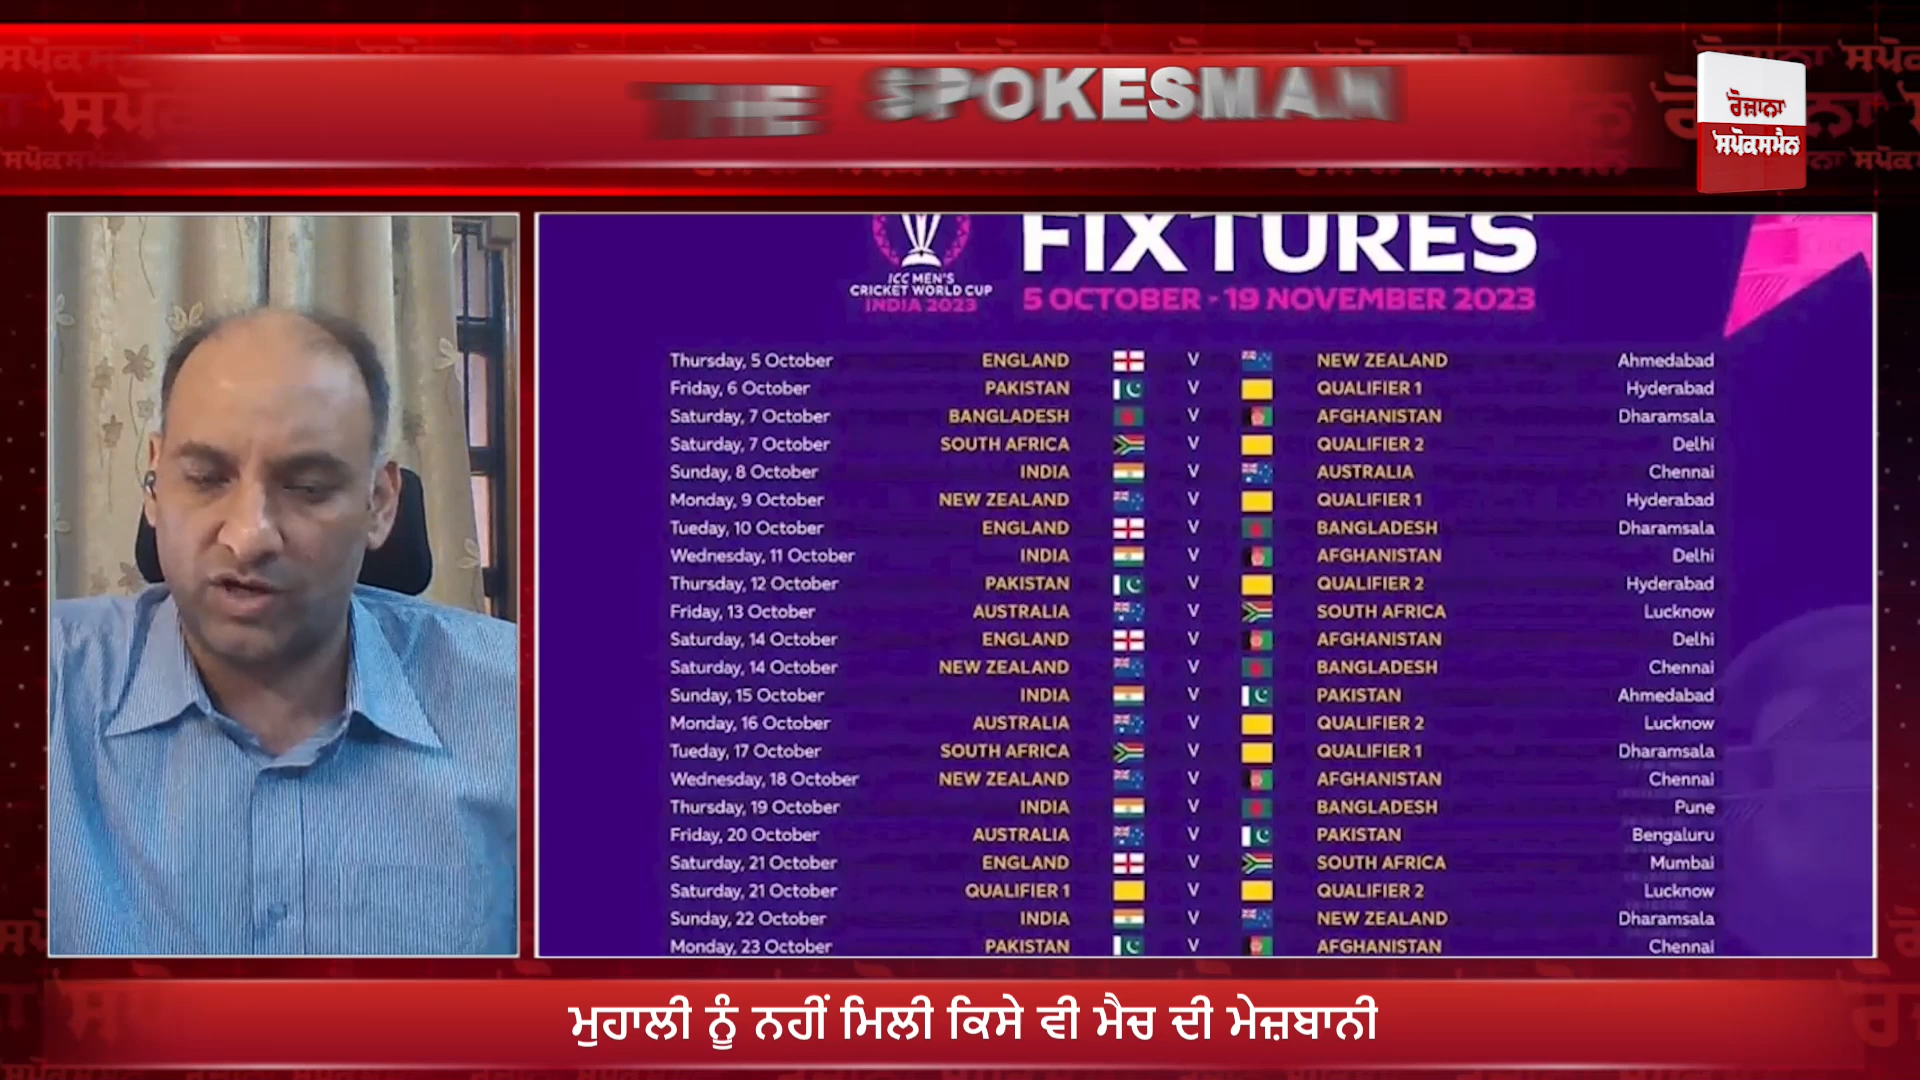 THE SPOKESMAN
ਰੋਜ਼ਾਨਾ
ਸਪੋਕਸਮੈਨ
FIXTURES
ICC MEN'S
CRICKET WORLD CUP
INDIA 2023
5 OCTOBER - 19 NOVEMBER 2023
Thursday, 5 October ENGLAND V NEW ZEALAND Ahmedabad
Friday, 6 October PAKISTAN V QUALIFIER 1 Hyderabad
Saturday, 7 October BANGLADESH V AFGHANISTAN Dharamsala
Saturday, 7 October SOUTH AFRICA V QUALIFIER 2 Delhi
Sunday, 8 October INDIA V AUSTRALIA Chennai
Monday, 9 October NEW ZEALAND V QUALIFIER 1 Hyderabad
Tueday, 10 October ENGLAND V BANGLADESH Dharamsala
Wednesday, 11 October INDIA V AFGHANISTAN Delhi
Thursday, 12 October PAKISTAN V QUALIFIER 2 Hyderabad
Friday, 13 October AUSTRALIA V SOUTH AFRICA Lucknow
Saturday, 14 October ENGLAND V AFGHANISTAN Delhi
Saturday, 14 October NEW ZEALAND V BANGLADESH Chennai
Sunday, 15 October INDIA V PAKISTAN Ahmedabad
Monday, 16 October AUSTRALIA V QUALIFIER 2 Lucknow
Tueday, 17 October SOUTH AFRICA V QUALIFIER 1 Dharamsala
Wednesday, 18 October NEW ZEALAND V AFGHANISTAN Chennai
Thursday, 19 October INDIA V BANGLADESH Pune
Friday, 20 October AUSTRALIA V PAKISTAN Bengaluru
Saturday, 21 October ENGLAND V SOUTH AFRICA Mumbai
Saturday, 21 October QUALIFIER 1 V QUALIFIER 2 Lucknow
Sunday, 22 October INDIA V NEW ZEALAND Dharamsala
Monday, 23 October PAKISTAN V AFGHANISTAN Chennai
ਮੁਹਾਲੀ ਨੂੰ ਨਹੀਂ ਮਿਲੀ ਕਿਸੇ ਵੀ ਮੈਚ ਦੀ ਮੇਜ਼ਬਾਨੀ